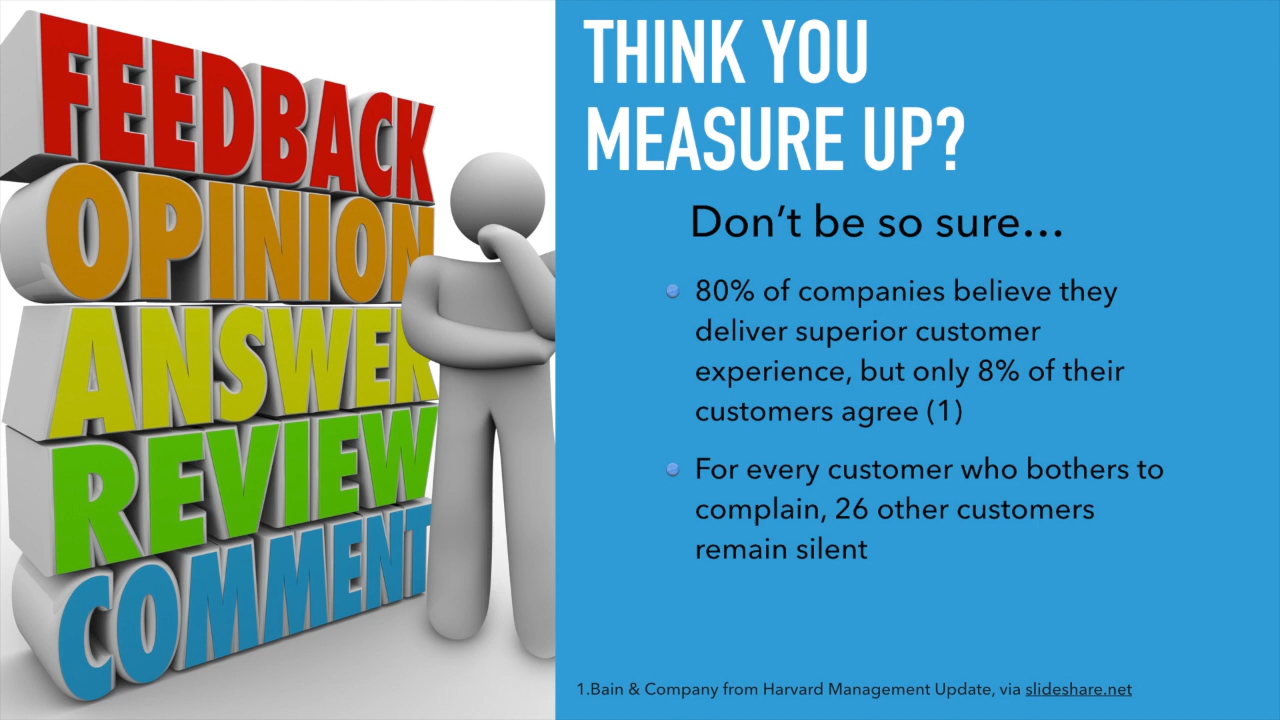 FEEDBACK
OPINION
ANSWER
REVIEW
COMMENT
THINK YOU
MEASURE UP?
Don’t be so sure…
80% of companies believe they
deliver superior customer
experience, but only 8% of their
customers agree (1)
For every customer who bothers to
complain, 26 other customers
remain silent
1.Bain & Company from Harvard Management Update, via slideshare.net